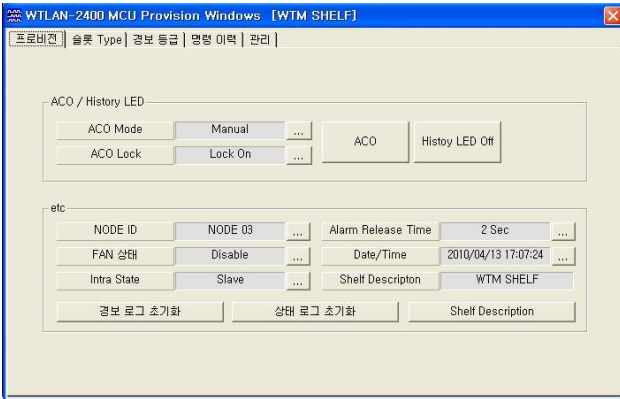 WTLAN-2400 MCU Provision Windows [WTM SHELF]
프로비젼 슬롯 Type 경보 등급 명령 이력 관리
ACO / History LED
ACO Mode Manual ... ACO Histoy LED Off
ACO Lock Lock On ...
etc
NODE ID NODE 03 ... Alarm Release Time 2 Sec ...
FAN 상태 Disable ... Date/Time 2010/04/13 17:07:24 ...
Intra State Slave ... Shelf Descripton WTM SHELF
경보 로그 초기화 상태 로그 초기화 Shelf Description